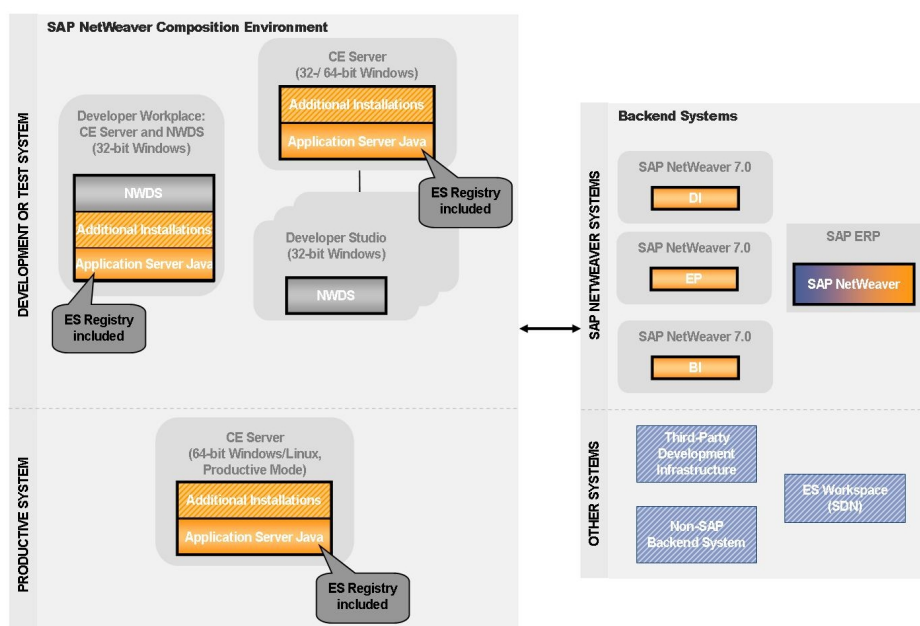 SAP NetWeaver Composition Environment
DEVELOPMENT OR TEST SYSTEM
Developer Workplace:
CE Server and NWDS
(32-bit Windows)
NWDS
Additional Installations
Application Server Java
ES Registry
included
CE Server
(32-/ 64-bit Windows)
Additional Installations
Application Server Java
ES Registry
included
Developer Studio
(32-bit Windows)
NWDS
PRODUCTIVE SYSTEM
CE Server
(64-bit Windows/Linux,
Productive Mode)
Additional Installations
Application Server Java
ES Registry
included
Backend Systems
SAP NETWEAVER SYSTEMS
SAP NetWeaver 7.0
DI
SAP NetWeaver 7.0
EP
SAP NetWeaver 7.0
BI
SAP ERP
SAP NetWeaver
OTHER SYSTEMS
Third-Party
Development
Infrastructure
Non-SAP
Backend System
ES Workspace
(SDN)